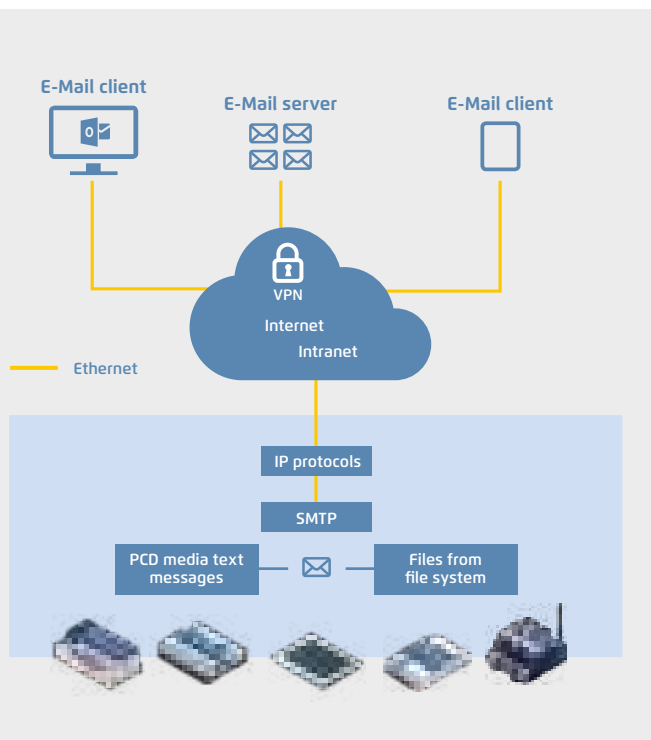 E-Mail client
E-Mail server
E-Mail client
O
VPN
Internet
Intranet
Ethernet
IP protocols
SMTP
PCD media text
messages
Files from
file system